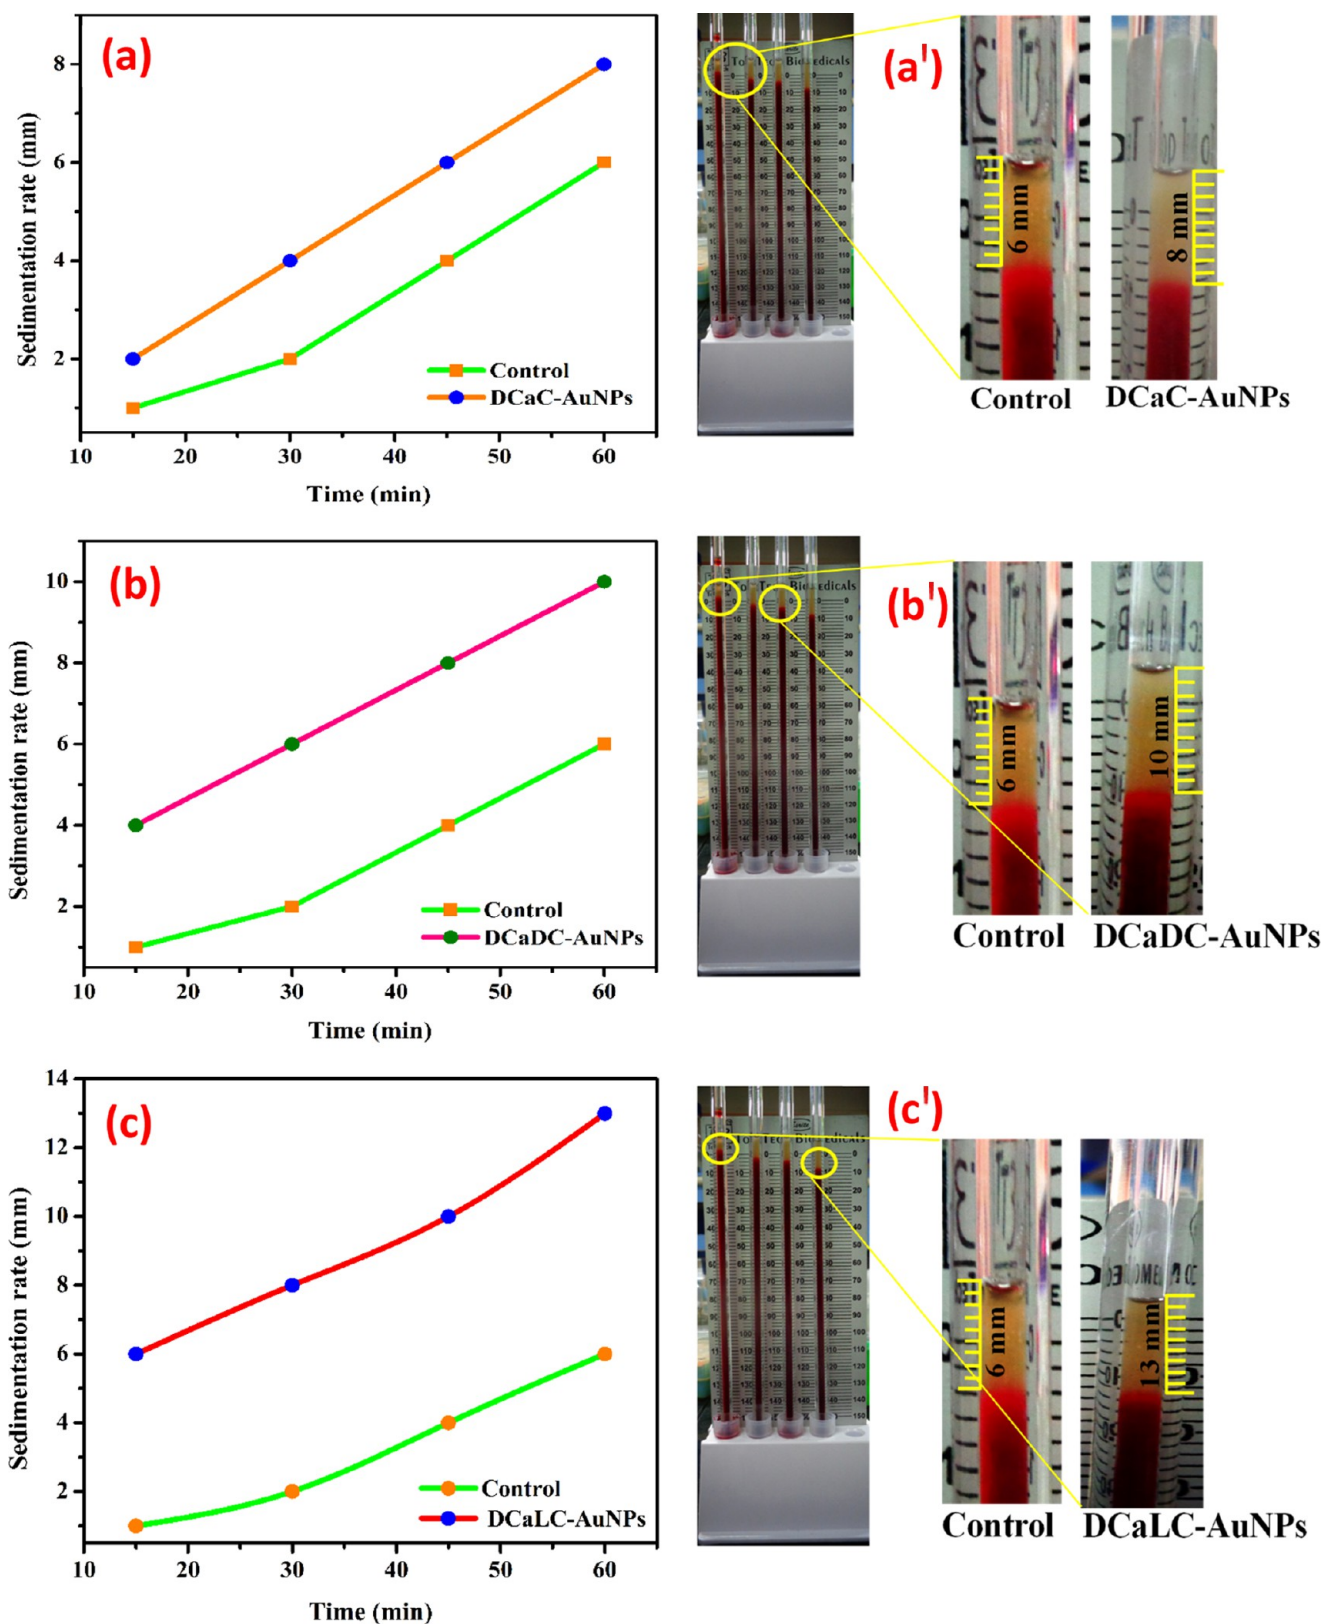 (a)
Sedimentation rate (mm)
8
6
4
2
Control
DCaC-AuNPs
10 20 30 40 50 60
Time (min)
(a')
6 mm
8 mm
Control
DCaC-AuNPs
(b)
Sedimentation rate (mm)
10
8
6
4
2
Control
DCaDC-AuNPs
10 20 30 40 50 60
Time (min)
(b')
6 mm
10 mm
Control
DCaDC-AuNPs
(c)
Sedimentation rate (mm)
14
12
10
8
6
4
2
Control
DCaLC-AuNPs
10 20 30 40 50 60
Time (min)
(c')
6 mm
13 mm
Control
DCaLC-AuNPs